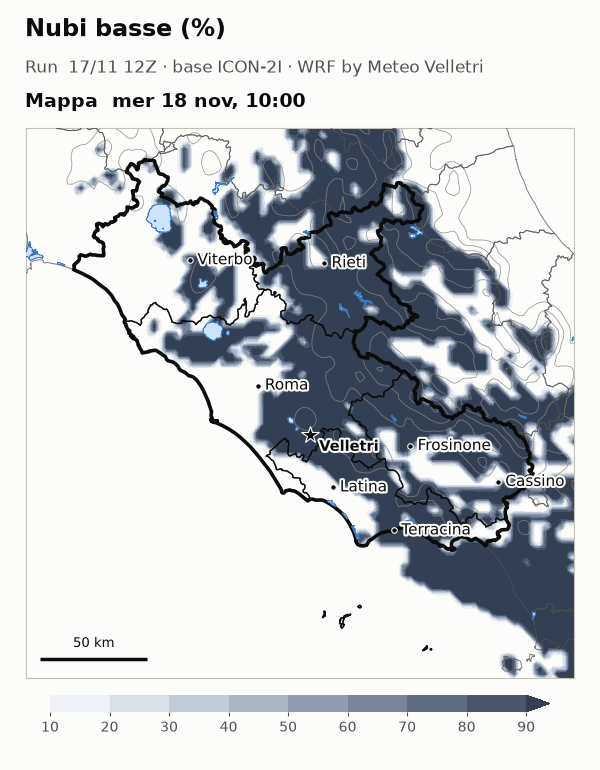 Nubi basse (%)
Run  17/11 12Z · base ICON-2I · WRF by Meteo Velletri
Mappa  mer 18 nov, 10:00
Viterbo
Rieti
Roma
Velletri
Frosinone
Latina
Cassino
Terracina
50 km
10 20 30 40 50 60 70 80 90